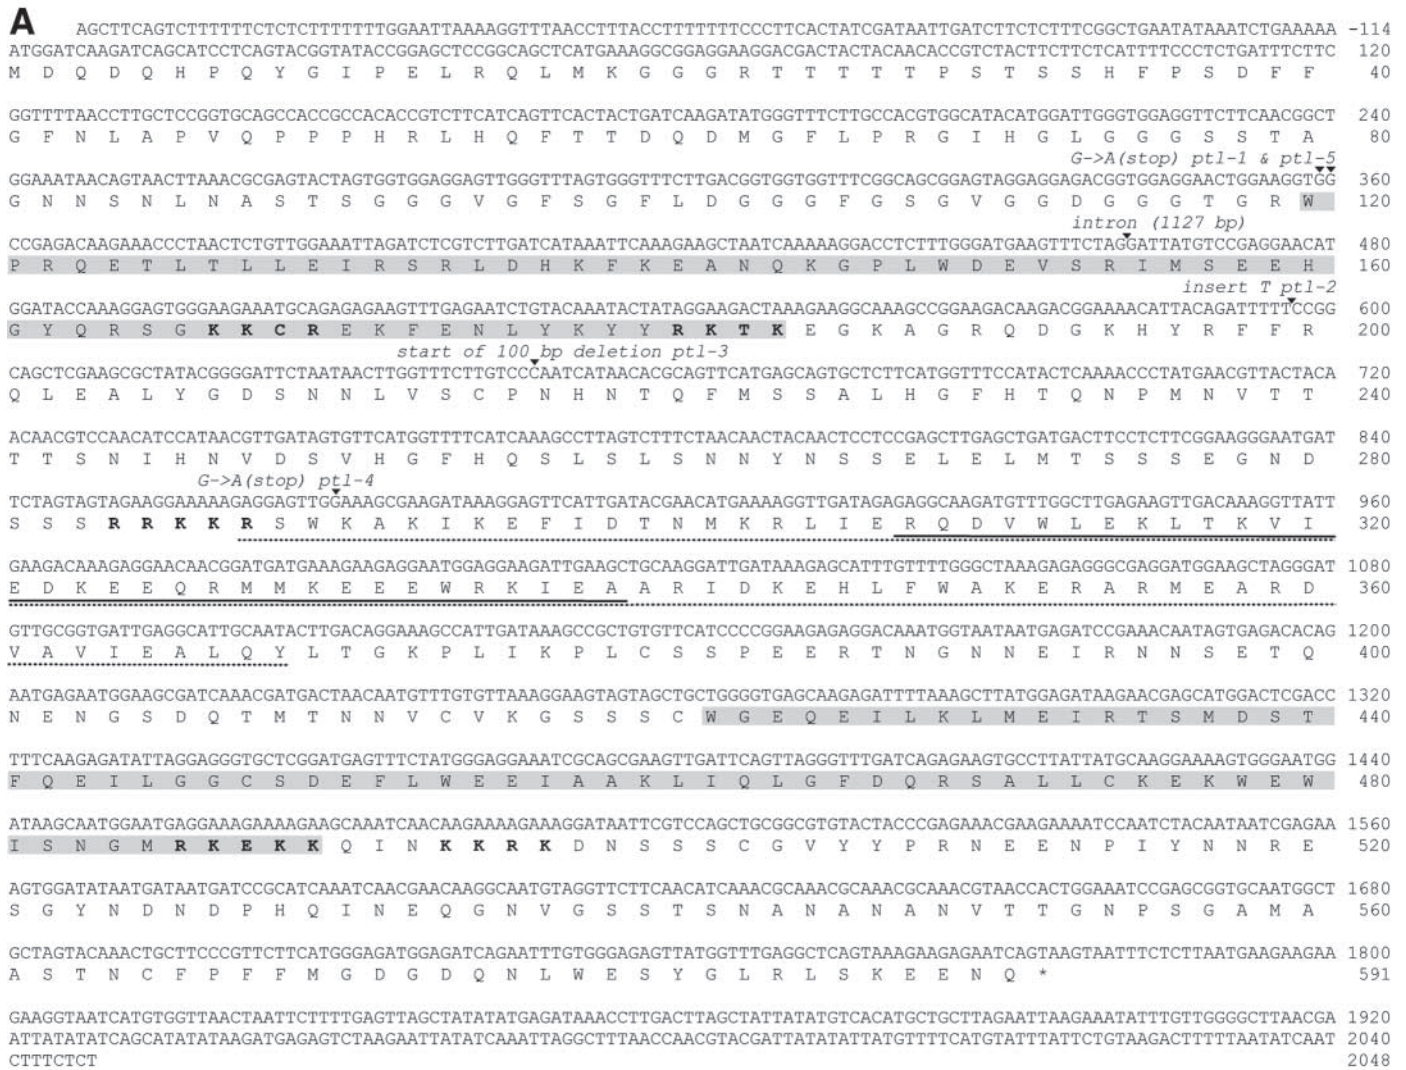 A
AGCTTCAGTCTTTTTTCTCTCTTTTTTTTGGAATTAAAAGGTTTAACCTTTACCTTTTTTTTCCCTTCACTATCGATAATTGATCTTCTCTTTCGGCTGAATATAAATCTGAAAAA -114
ATGGATCAAGATCAGCATCCTCAGTACGGTATACCGGAGCTCCGGCAGCTCATGAAAGGCGGAGGAAGGACGACTACTACAACACCGTCTACTTCTTCTCATTTTCCCTCTGATTTCTTC 120
M D Q D Q H P Q Y G I P E L R Q L M K G G G R T T T T T P S T S S H F P S D F F 40
GGTTTTAACCTTGCTCCGGTGCAGCCACCGCCACACCGTCTTCATCAGTTCACTACTGATCAAGATATGGGTTTCTTGCCACGTGGCATACATGGATTGGGTGGAGGTTCTTCAACGGCT 240
G F N L A P V Q P P P H R L H Q F T T D Q D M G F L P R G I H G L G G G S S T A 80
G->A(stop) ptl-1 & ptl-5
GGAAATAACAGTAACTTAAACGCGAGTACTAGTGGTGGAGGAGTTGGGTTTAGTGGGTTTCTTGACGGTGGTGGTTTCGGCAGCGGAGTAGGAGGAGACGGTGGAGGAACTGGAAGGTGG 360
G N N S N L N A S T S G G G V G F S G F L D G G G F G S G V G G D G G G T G R W 120
intron (1127 bp)
CCGAGACAAGAAACCCTAACTCTGTTGGAAATTAGATCTCGTCTTGATCATAAATTCAAAGAAGCTAATCAAAAAGGACCTCTTTGGGATGAAGTTTCTAGGATTATGTCCGAGGAACAT 480
P R Q E T L T L L E I R S R L D H K F K E A N Q K G P L W D E V S R I M S E E H 160
insert T ptl-2
GGATACCAAAGGAGTGGGAAGAAATGCAGAGAGAAGTTTGAGAATCTGTACAAATACTATAGGAAGACTAAAGAAGGCAAAGCCGGAAGACAAGACGGAAAACATTACAGATTTTTCCGG 600
G Y Q R S G K K C R E K F E N L Y K Y Y R K T K E G K A G R Q D G K H Y R F F R 200
start of 100 bp deletion ptl-3
CAGCTCGAAGCGCTATACGGGGATTCTAATAACTTGGTTTCTTGTCCCAATCATAACACGCAGTTCATGAGCAGTGCTCTTCATGGTTTCCATACTCAAAACCCTATGAACGTTACTACA 720
Q L E A L Y G D S N N L V S C P N H N T Q F M S S A L H G F H T Q N P M N V T T 240
ACAACGTCCAACATCCATAACGTTGATAGTGTTCATGGTTTTCATCAAAGCCTTAGTCTTTCTAACAACTACAACTCCTCCGAGCTTGAGCTGATGACTTCCTCTTCGGAAGGGAATGAT 840
T T S N I H N V D S V H G F H Q S L S L S N N Y N S S E L E L M T S S S E G N D 280
G->A(stop) ptl-4
TCTAGTAGTAGAAGGAAAAAGAGGAGTTGGAAAGCGAAGATAAAGGAGTTCATTGATACGAACATGAAAAGGTTGATAGAGAGGCAAGATGTTTGGCTTGAGAAGTTGACAAAGGTTATT 960
S S S R R K K R S W K A K I K E F I D T N M K R L I E R Q D V W L E K L T K V I 320
GAAGACAAAGAGGAACAACGGATGATGAAAGAAGAGGAATGGAGGAAGATTGAAGCTGCAAGGATTGATAAAGAGCATTTGTTTTGGGCTAAAGAGAGGGCGAGGATGGAAGCTAGGGAT 1080
E D K E E Q R M M K E E E W R K I E A A R I D K E H L F W A K E R A R M E A R D 360
GTTGCGGTGATTGAGGCATTGCAATACTTGACAGGAAAGCCATTGATAAAGCCGCTGTGTTCATCCCCGGAAGAGAGGACAAATGGTAATAATGAGATCCGAAACAATAGTGAGACACAG 1200
V A V I E A L Q Y L T G K P L I K P L C S S P E E R T N G N N E I R N N S E T Q 400
AATGAGAATGGAAGCGATCAAACGATGACTAACAATGTTTGTGTTAAAGGAAGTAGTAGCTGCTGGGGTGAGCAAGAGATTTTAAAGCTTATGGAGATAAGAACGAGCATGGACTCGACC 1320
N E N G S D Q T M T N N V C V K G S S S C W G E Q E I L K L M E I R T S M D S T 440
TTTCAAGAGATATTAGGAGGGTGCTCGGATGAGTTTCTATGGGAGGAAATCGCAGCGAAGTTGATTCAGTTAGGGTTTGATCAGAGAAGTGCCTTATTATGCAAGGAAAAGTGGGAATGG 1440
F Q E I L G G C S D E F L W E E I A A K L I Q L G F D Q R S A L L C K E K W E W 480
ATAAGCAATGGAATGAGGAAAGAAAAGAAGCAAATCAACAAGAAAAGAAAGGATAATTCGTCCAGCTGCGGCGTGTACTACCCGAGAAACGAAGAAAATCCAATCTACAATAATCGAGAA 1560
I S N G M R K E K K Q I N K K R K D N S S S C G V Y Y P R N E E N P I Y N N R E 520
AGTGGATATAATGATAATGATCCGCATCAAATCAACGAACAAGGCAATGTAGGTTCTTCAACATCAAACGCAAACGCAAACGCAAACGTAACCACTGGAAATCCGAGCGGTGCAATGGCT 1680
S G Y N D N D P H Q I N E Q G N V G S S T S N A N A N A N V T T G N P S G A M A 560
GCTAGTACAAACTGCTTCCCGTTCTTCATGGGAGATGGAGATCAGAATTTGTGGGAGAGTTATGGTTTGAGGCTCAGTAAAGAAGAGAATCAGTAAGTAATTTCTCTTAATGAAGAAGAA 1800
A S T N C F P F F M G D G D Q N L W E S Y G L R L S K E E N Q * 591
GAAGGTAATCATGTGGTTAACTAATTCTTTTGAGTTAGCTATATATGAGATAAACCTTGACTTAGCTATTATATGTCACATGCTGCTTAGAATTAAGAAATATTTGTTGGGGCTTAACGA 1920
ATTATATATCAGCATATATAAGATGAGAGTCTAAGAATTATATCAAATTAGGCTTTAACCAACGTACGATTATATATTATGTTTTCATGTATTTATTCTGTAAGACTTTTTAATATCAAT 2040
CTTTCTCT 2048